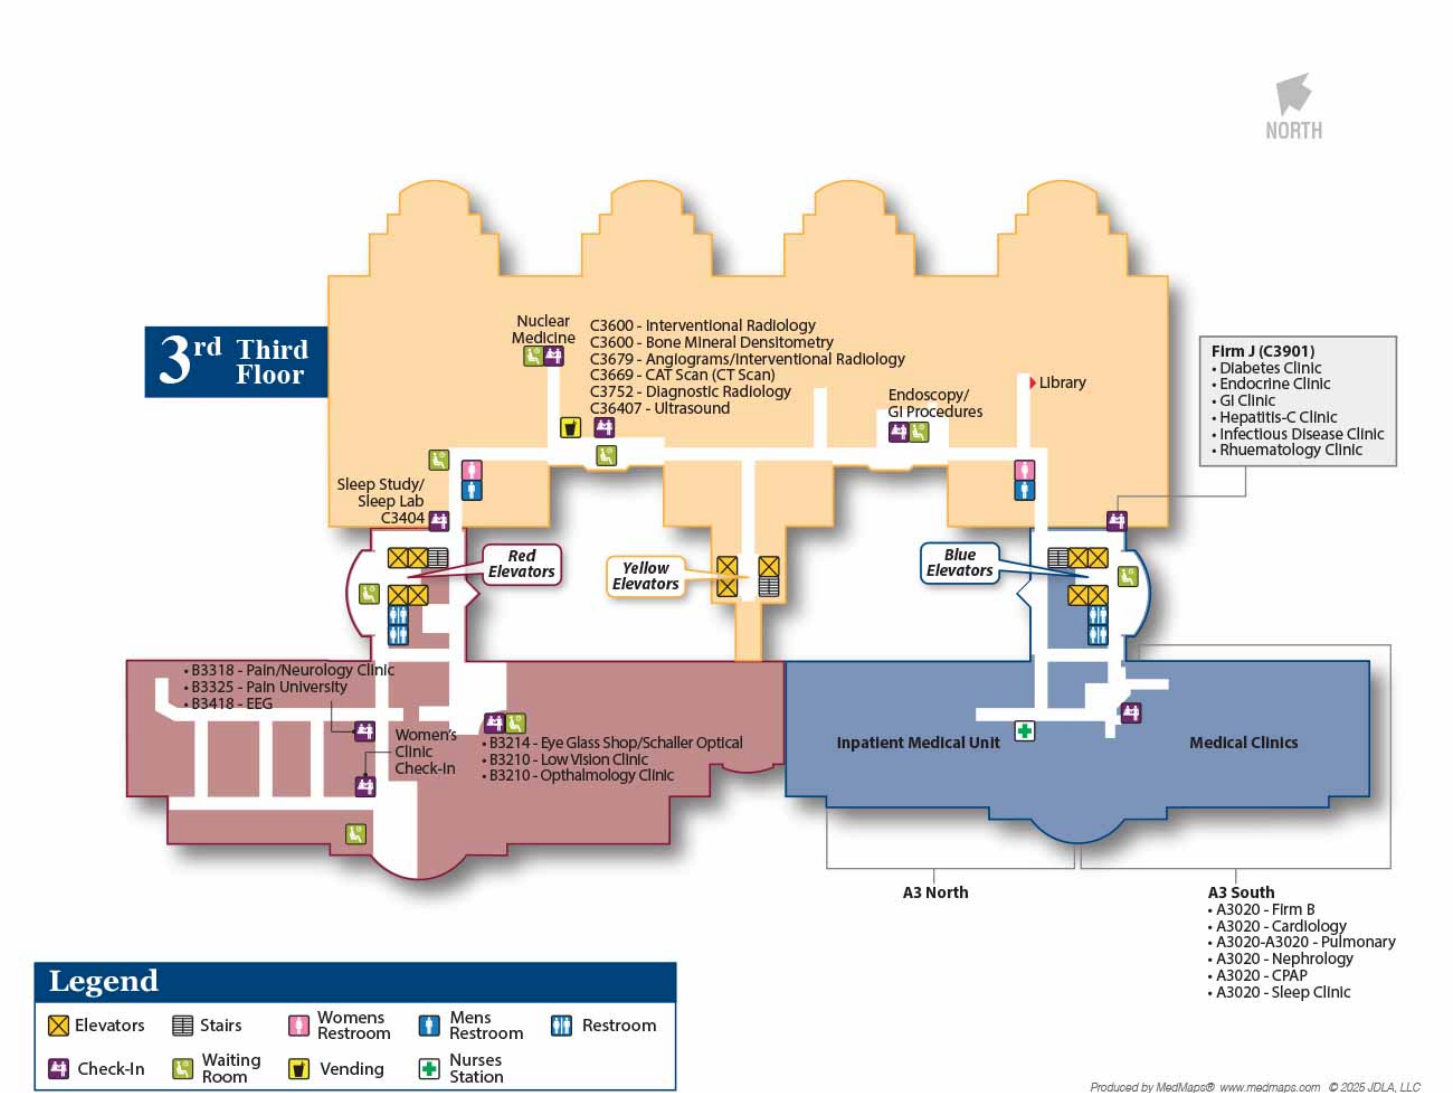 NORTH
3rd Third
Floor
Nuclear
Medicine
C3600 - Interventional Radiology
C3600 - Bone Mineral Densitometry
C3679 - Angiograms/Interventional Radiology
C3669 - CAT Scan (CT Scan)
C3752 - Diagnostic Radiology
C36407 - Ultrasound
Endoscopy/
GI Procedures
Library
Firm J (C3901)
• Diabetes Clinic
• Endocrine Clinic
• GI Clinic
• Hepatitis-C Clinic
• Infectious Disease Clinic
• Rhuematology Clinic
Sleep Study/
Sleep Lab
C3404
Red
Elevators
Yellow
Elevators
Blue
Elevators
• B3318 - Pain/Neurology Clinic
• B3325 - Pain University
• B3418 - EEG
Women's
Clinic
Check-In
• B3214 - Eye Glass Shop/Schaller Optical
• B3210 - Low Vision Clinic
• B3210 - Opthalmology Clinic
Inpatient Medical Unit
Medical Clinics
A3 North
A3 South
• A3020 - Firm B
• A3020 - Cardiology
• A3020-A3020 - Pulmonary
• A3020 - Nephrology
• A3020 - CPAP
• A3020 - Sleep Clinic
Legend
Elevators
Stairs
Womens
Restroom
Mens
Restroom
Restroom
Check-In
Waiting
Room
Vending
Nurses
Station
Produced by MedMaps® www.medmaps.com © 2025 JDLA, LLC